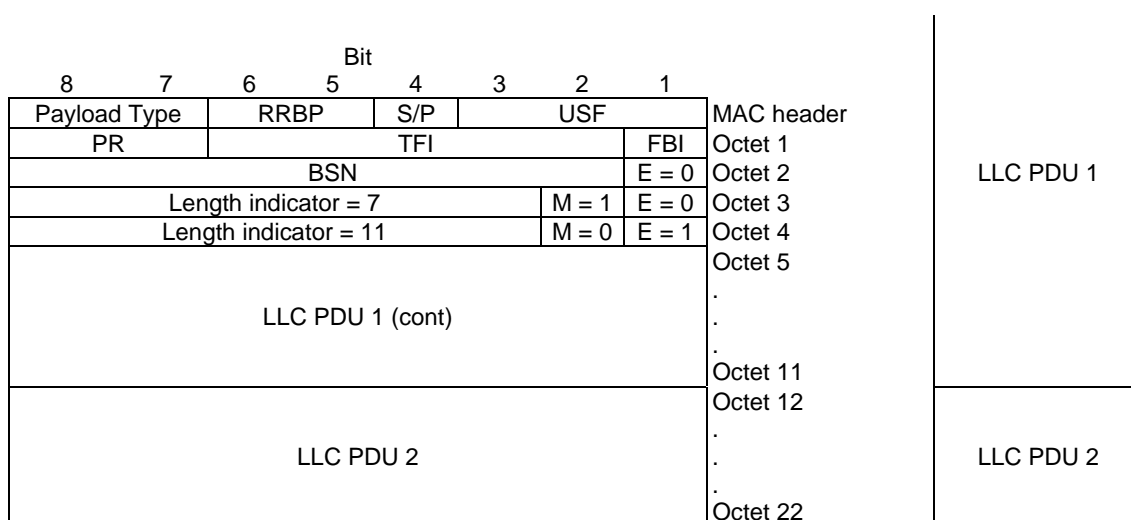 Bit
8 7 6 5 4 3 2 1
Payload Type RRBP S/P USF MAC header
PR TFI FBI Octet 1
BSN E = 0 Octet 2 LLC PDU 1
Length indicator = 7 M = 1 E = 0 Octet 3
Length indicator = 11 M = 0 E = 1 Octet 4
Octet 5
.
LLC PDU 1 (cont) .
.
Octet 11
Octet 12
.
LLC PDU 2 . LLC PDU 2
.
Octet 22